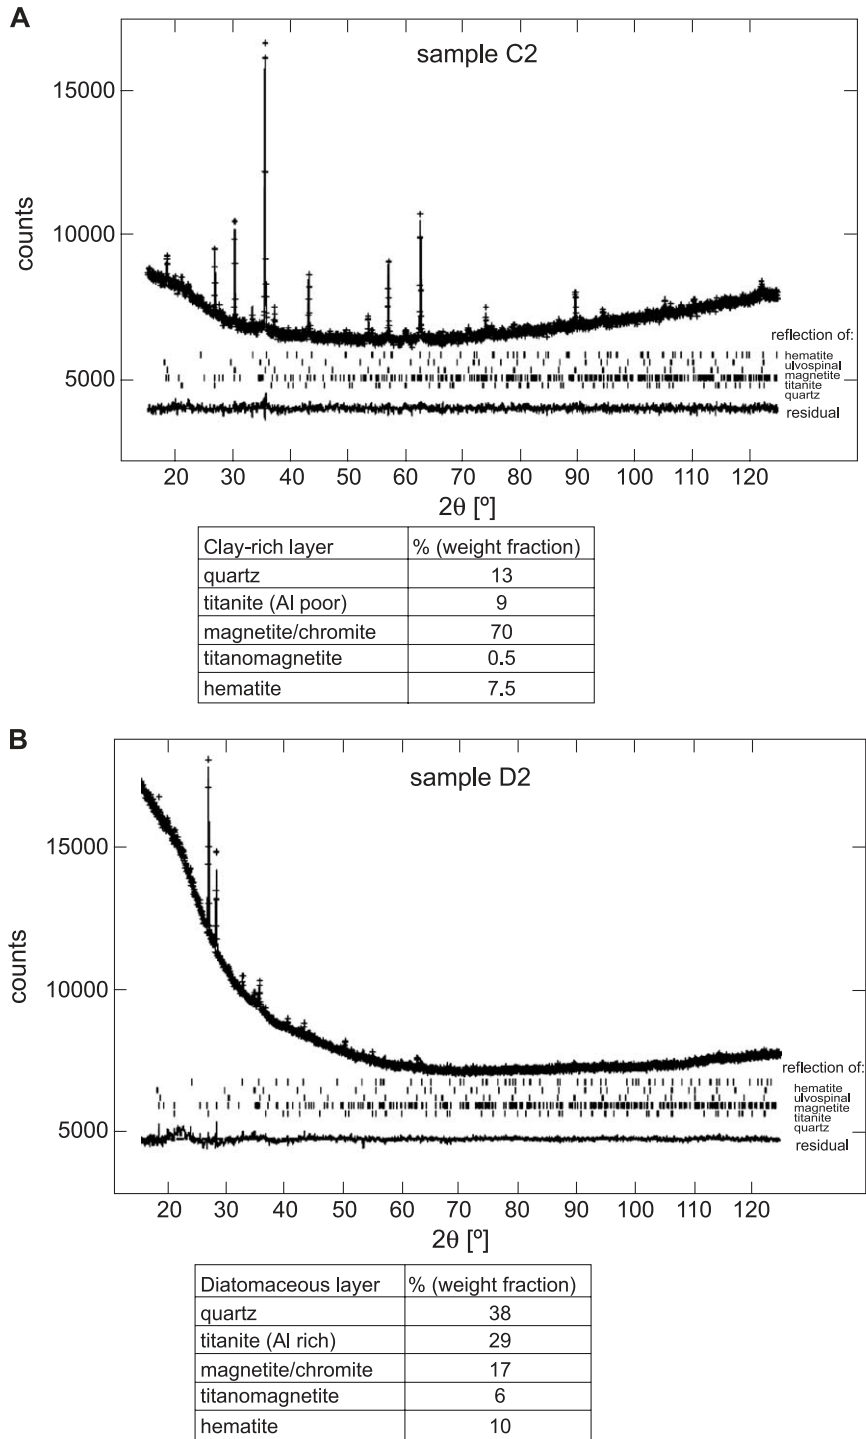 A
sample C2
15000
10000
5000
counts
reflection of:
hematite
ulvospinal
magnetite
titanite
quartz
residual
20 30 40 50 60 70 80 90 100 110 120
2θ [º]
Clay-rich layer % (weight fraction)
quartz 13
titanite (Al poor) 9
magnetite/chromite 70
titanomagnetite 0.5
hematite 7.5
B
sample D2
15000
10000
5000
counts
reflection of:
hematite
ulvospinal
magnetite
titanite
quartz
residual
20 30 40 50 60 70 80 90 100 110 120
2θ [º]
Diatomaceous layer % (weight fraction)
quartz 38
titanite (Al rich) 29
magnetite/chromite 17
titanomagnetite 6
hematite 10